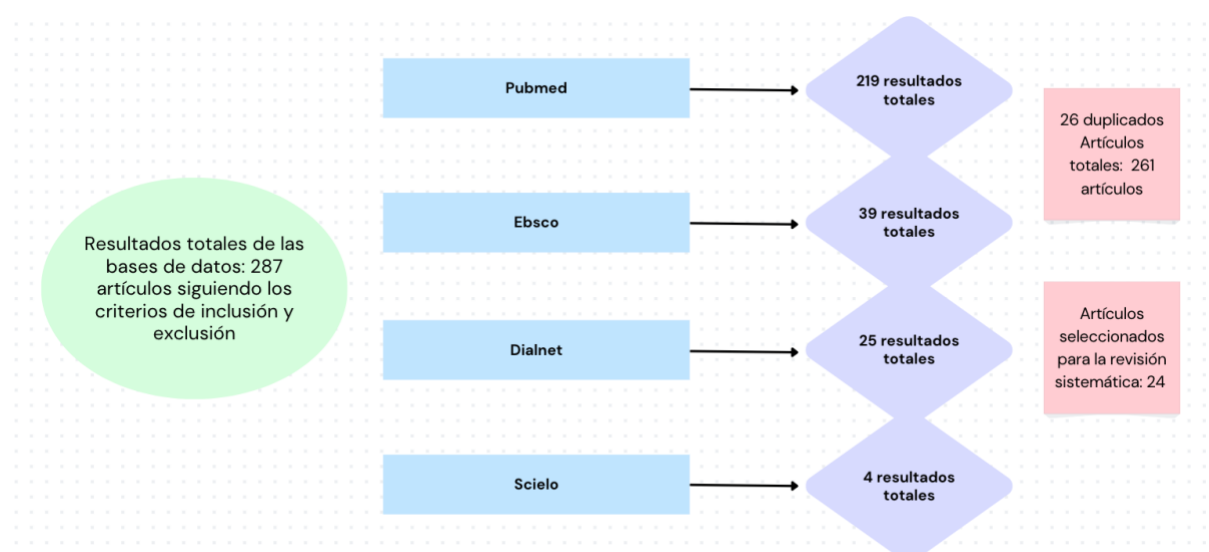 Resultados totales de las
bases de datos: 287
artículos siguiendo los
criterios de inclusión y
exclusión
Pubmed
219 resultados
totales
Ebsco
39 resultados
totales
Dialnet
25 resultados
totales
Scielo
4 resultados
totales
26 duplicados
Artículos
totales: 261
artículos
Artículos
seleccionados
para la revisión
sistemática: 24